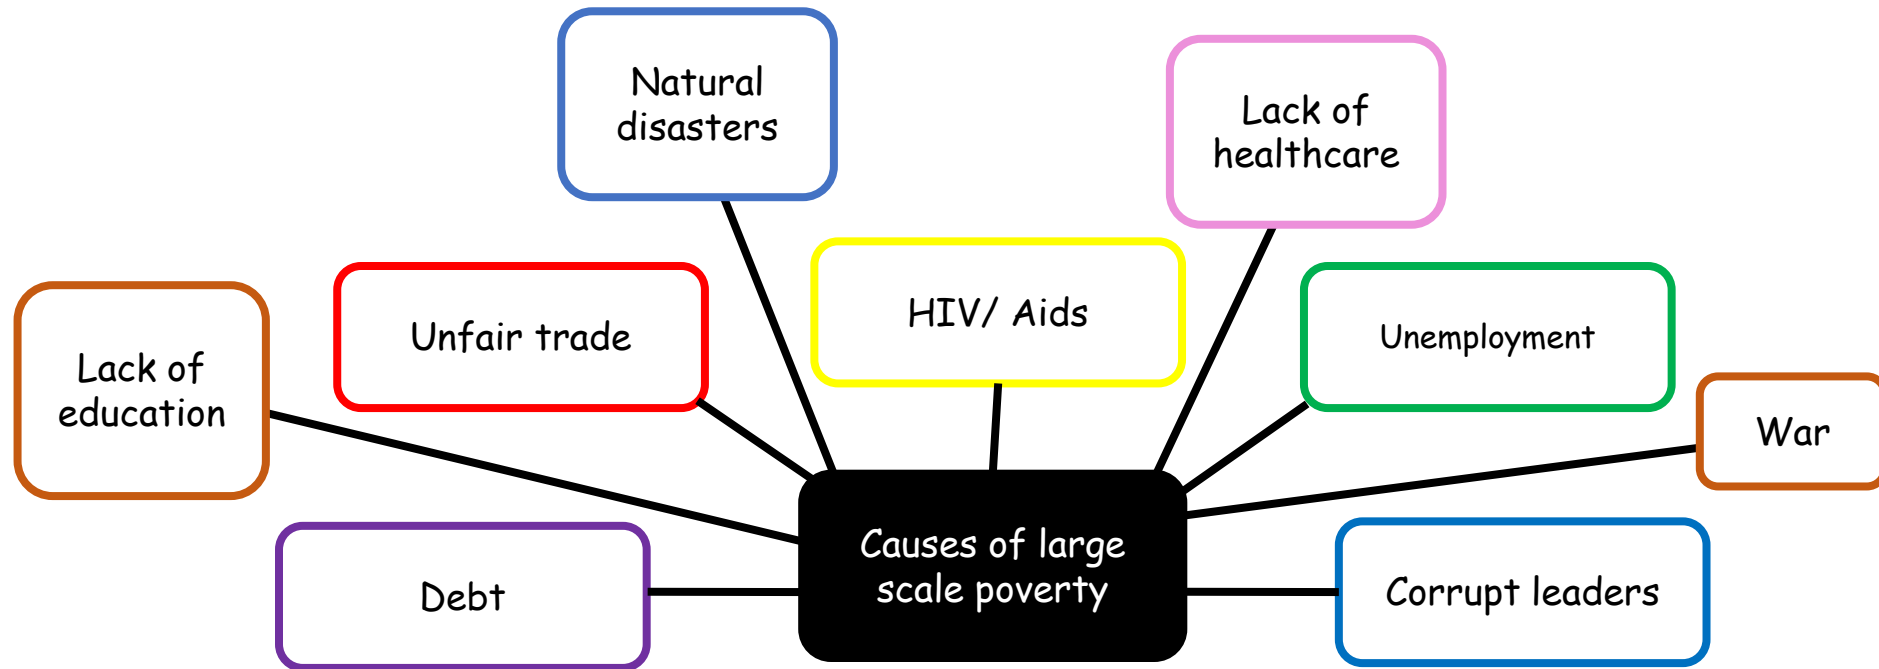 Natural
disasters
Lack of
healthcare
HIV/ Aids
Unfair trade
Unemployment
Lack of
education
War
Causes of large
scale poverty
Debt
Corrupt leaders